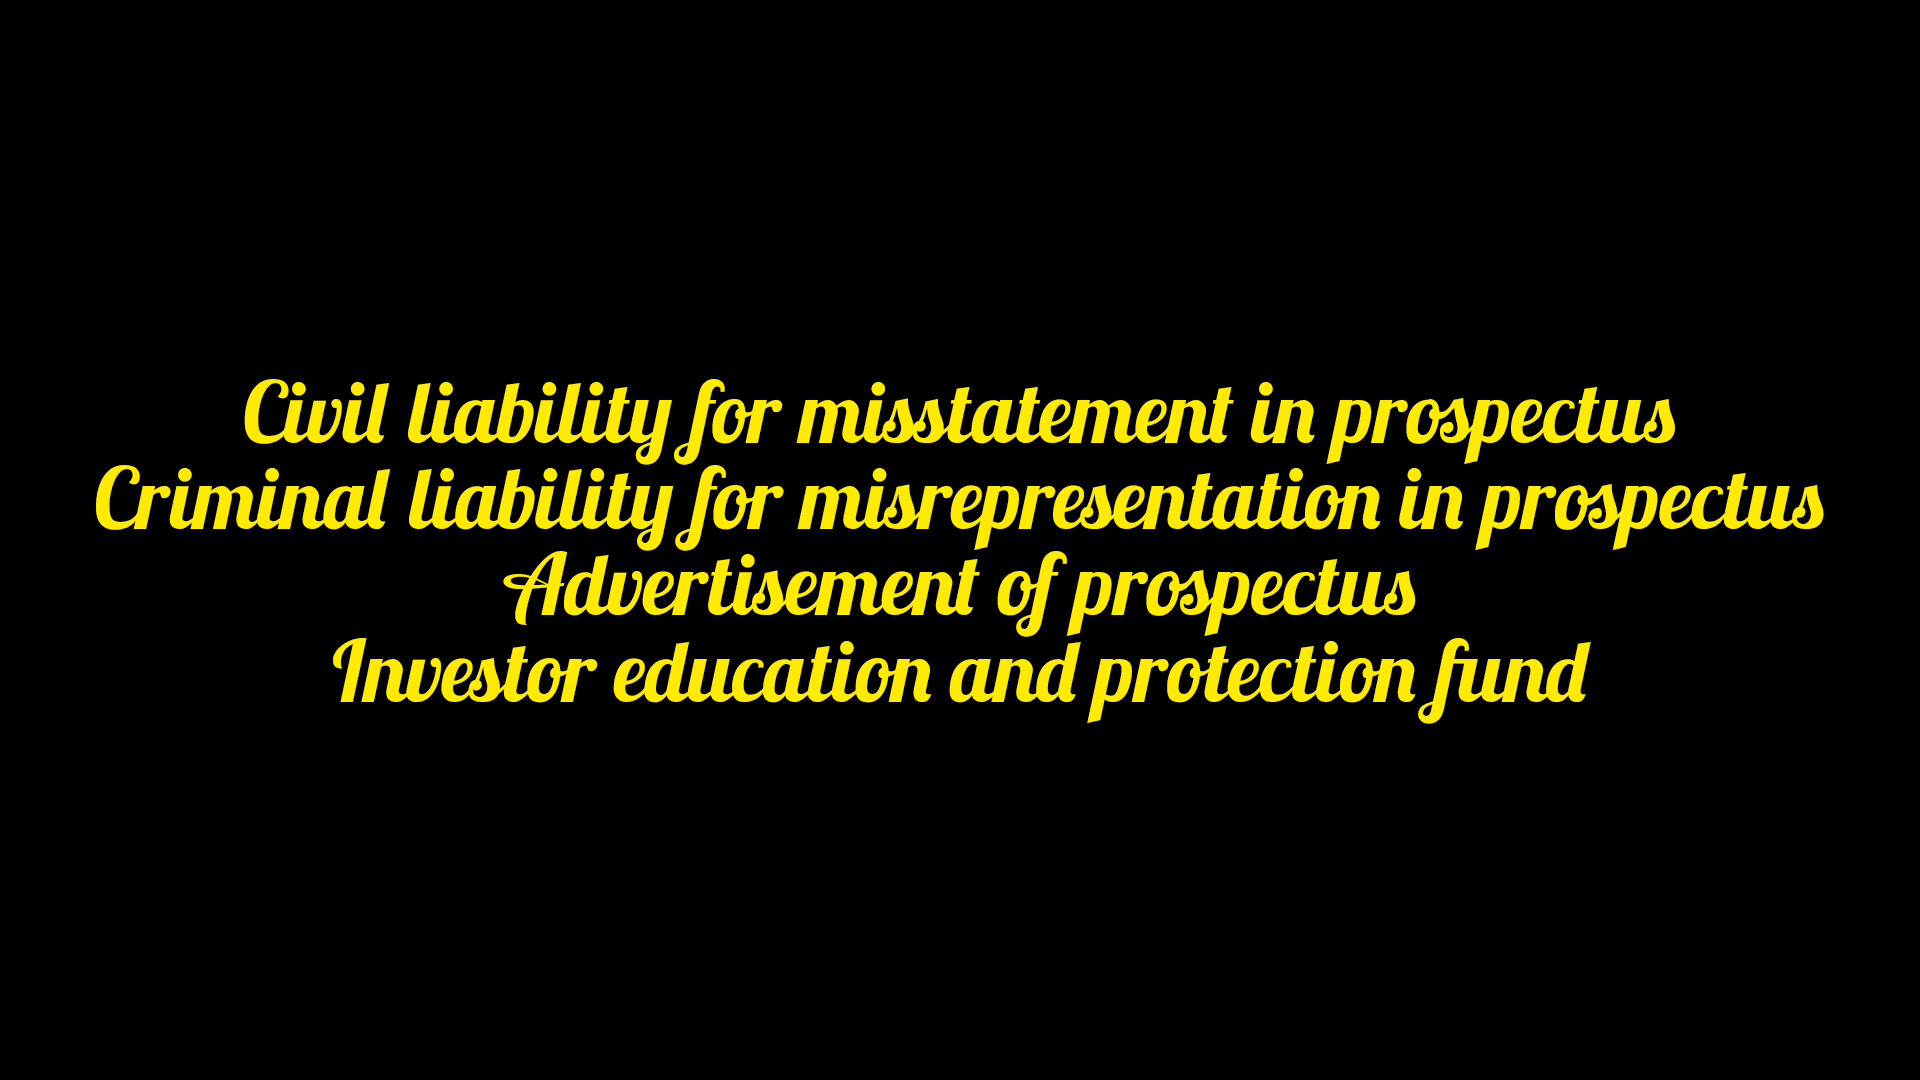 Civil liability for misstatement in prospectus
Criminal liability for misrepresentation in prospectus
Advertisement of prospectus
Investor education and protection fund